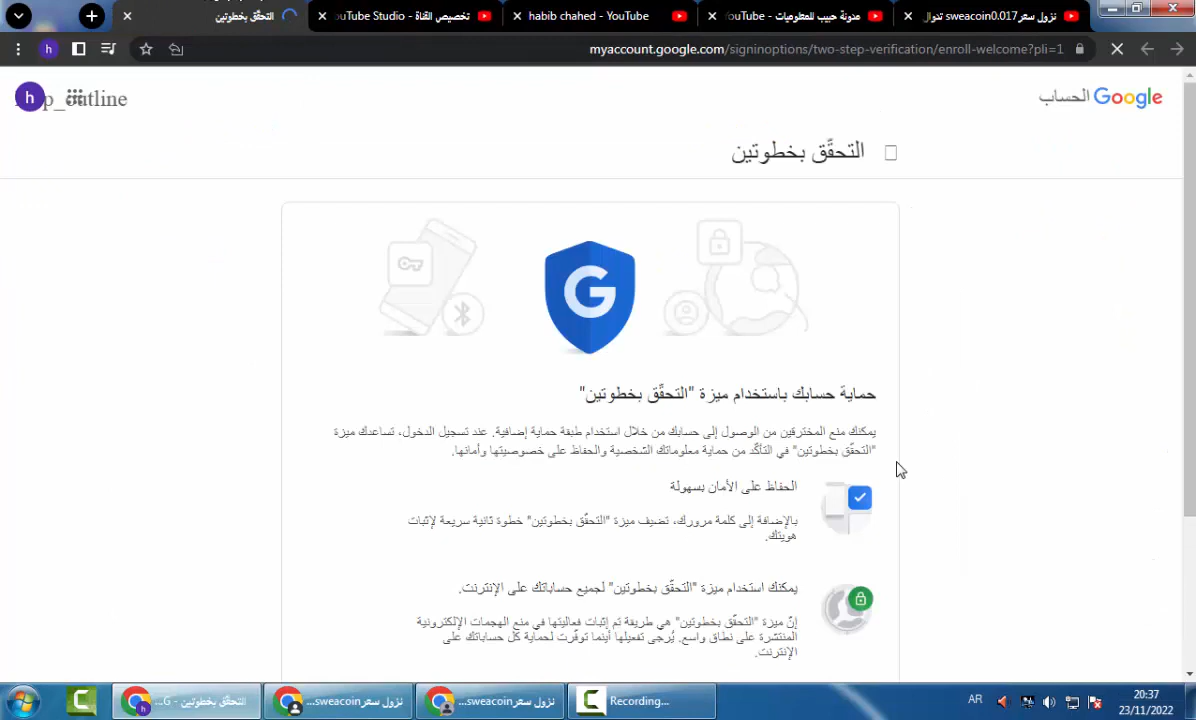 التحقّق بخطوتين
تخصيص القناة - YouTube Studio
habib chahed - YouTube
مدونة حبيب للمعلوميات - YouTube
نزول سعر sweacoin0.017 تدوال
h
myaccount.google.com/signinoptions/two-step-verification/enroll-welcome?pli=1
Google الحساب
h
p_outline
التحقّق بخطوتين
G
حماية حسابك باستخدام ميزة "التحقّق بخطوتين"
يمكنك منع المخترقين من الوصول إلى حسابك من خلال استخدام طبقة حماية إضافية. عند تسجيل الدخول، تساعدك ميزة
"التحقّق بخطوتين" في التأكّد من حماية معلوماتك الشخصية والحفاظ على خصوصيتها وأمانها.
الحفاظ على الأمان بسهولة
بالإضافة إلى كلمة مرورك، تضيف ميزة "التحقّق بخطوتين" خطوة ثانية سريعة لإثبات
هويتك.
يمكنك استخدام ميزة "التحقّق بخطوتين" لجميع حساباتك على الإنترنت.
إنّ ميزة "التحقّق بخطوتين" هي طريقة تم إثبات فعاليتها في منع الهجمات الإلكترونية
المنتشرة على نطاق واسع. يُرجى تفعيلها أينما توفّرت لحماية كل حساباتك على
الإنترنت.
التحقّق بخطوتين - G...
نزول سعر sweacoin...
نزول سعر sweacoin...
Recording...
AR
20:37
23/11/2022